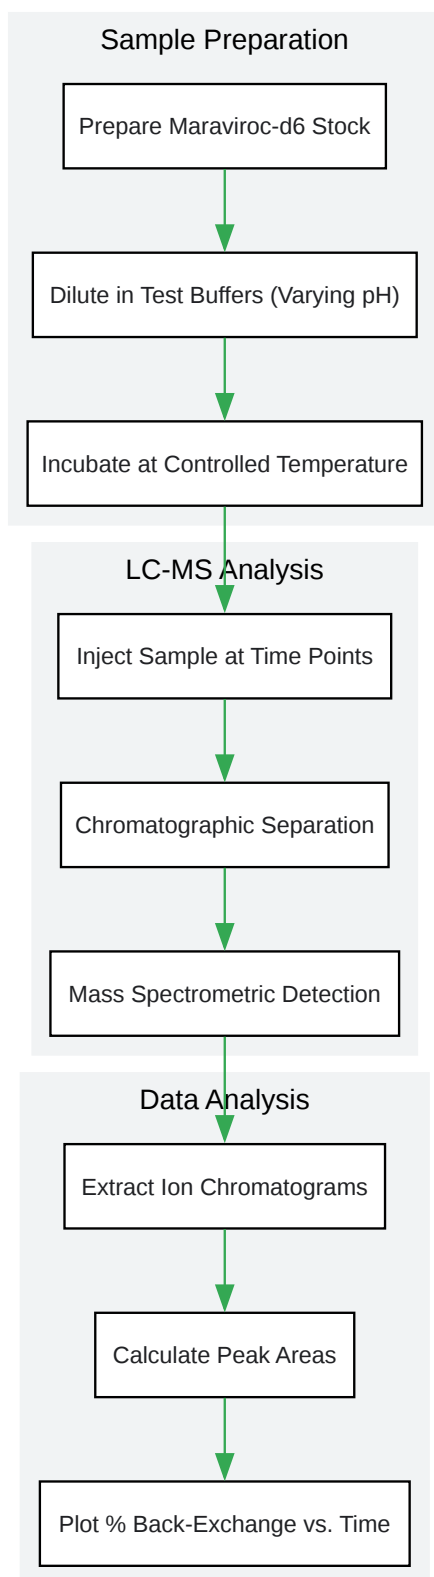 Sample Preparation
Prepare Maraviroc-d6 Stock
Dilute in Test Buffers (Varying pH)
Incubate at Controlled Temperature
LC-MS Analysis
Inject Sample at Time Points
Chromatographic Separation
Mass Spectrometric Detection
Data Analysis
Extract Ion Chromatograms
Calculate Peak Areas
Plot % Back-Exchange vs. Time